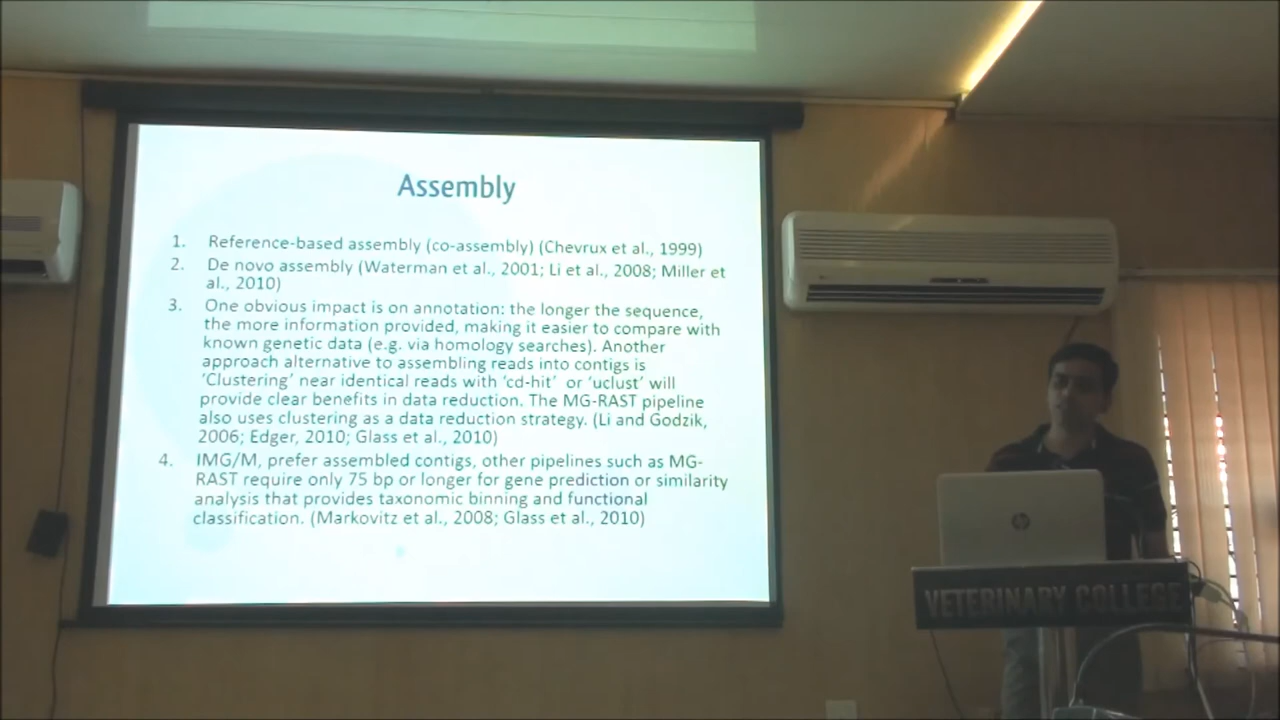 Assembly
1. Reference-based assembly (co-assembly) (Chevrux et al., 1999)
2. De novo assembly (Waterman et al., 2001; Li et al., 2008; Miller et
al., 2010)
3. One obvious impact is on annotation: the longer the sequence,
the more information provided, making it easier to compare with
known genetic data (e.g. via homology searches). Another
approach alternative to assembling reads into contigs is
‘Clustering’ near identical reads with ‘cd-hit’ or ‘uclust’ will
provide clear benefits in data reduction. The MG-RAST pipeline
also uses clustering as a data reduction strategy. (Li and Godzik,
2006; Edger, 2010; Glass et al., 2010)
4. IMG/M, prefer assembled contigs, other pipelines such as MG-
RAST require only 75 bp or longer for gene prediction or similarity
analysis that provides taxonomic binning and functional
classification. (Markovitz et al., 2008; Glass et al., 2010)
hp
VETERINARY COLLEGE